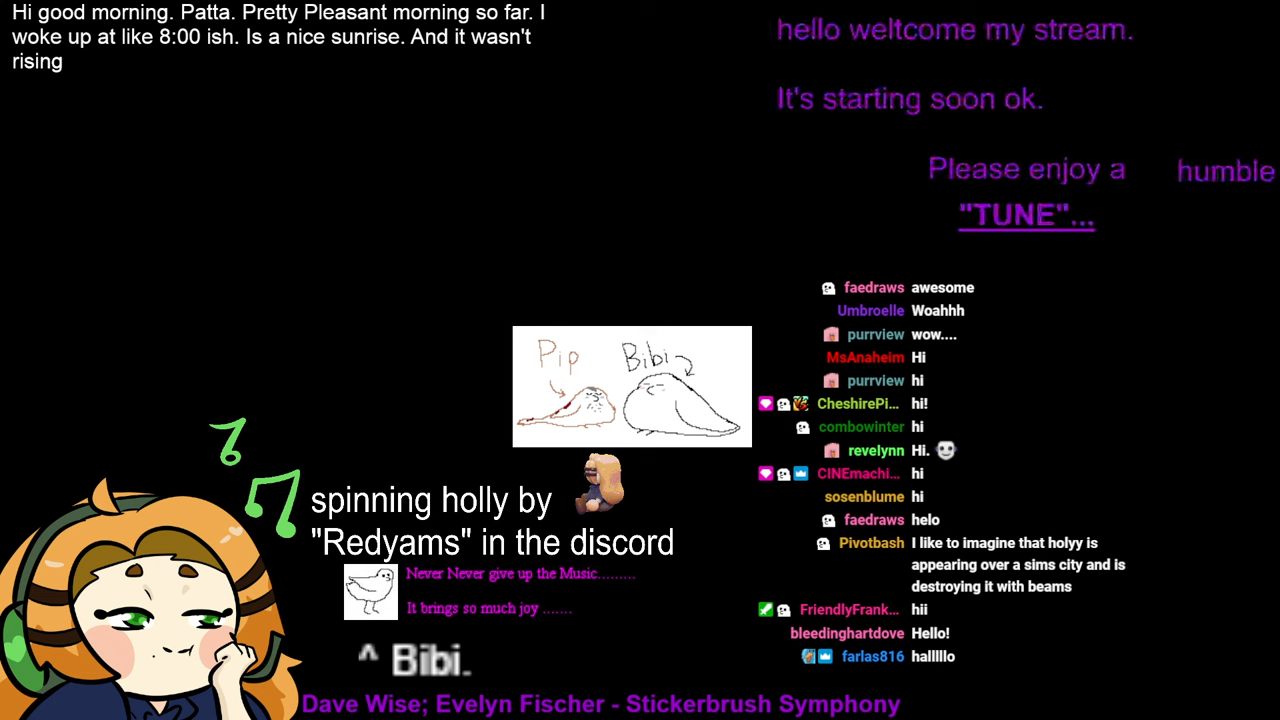 Hi good morning. Patta. Pretty Pleasant morning so far. I
woke up at like 8:00 ish. Is a nice sunrise. And it wasn't
rising
hello weltcome my stream.
It's starting soon ok.
Please enjoy a humble
"TUNE"...
faedraws awesome
Umbroelle Woahhh
purrview wow....
MsAnaheim Hi
purrview hi
CheshirePi... hi!
combowinter hi
revelynn Hi.
CINEmachi... hi
sosenblume hi
faedraws helo
Pivotbash I like to imagine that holyy is
appearing over a sims city and is
destroying it with beams
FriendlyFrank... hii
bleedinghartdove Hello!
farlas816 halllllo
Pip Bibi
spinning holly by
"Redyams" in the discord
Never Never give up the Music.........
It brings so much joy .......
^ Bibi.
Dave Wise; Evelyn Fischer - Stickerbrush Symphony